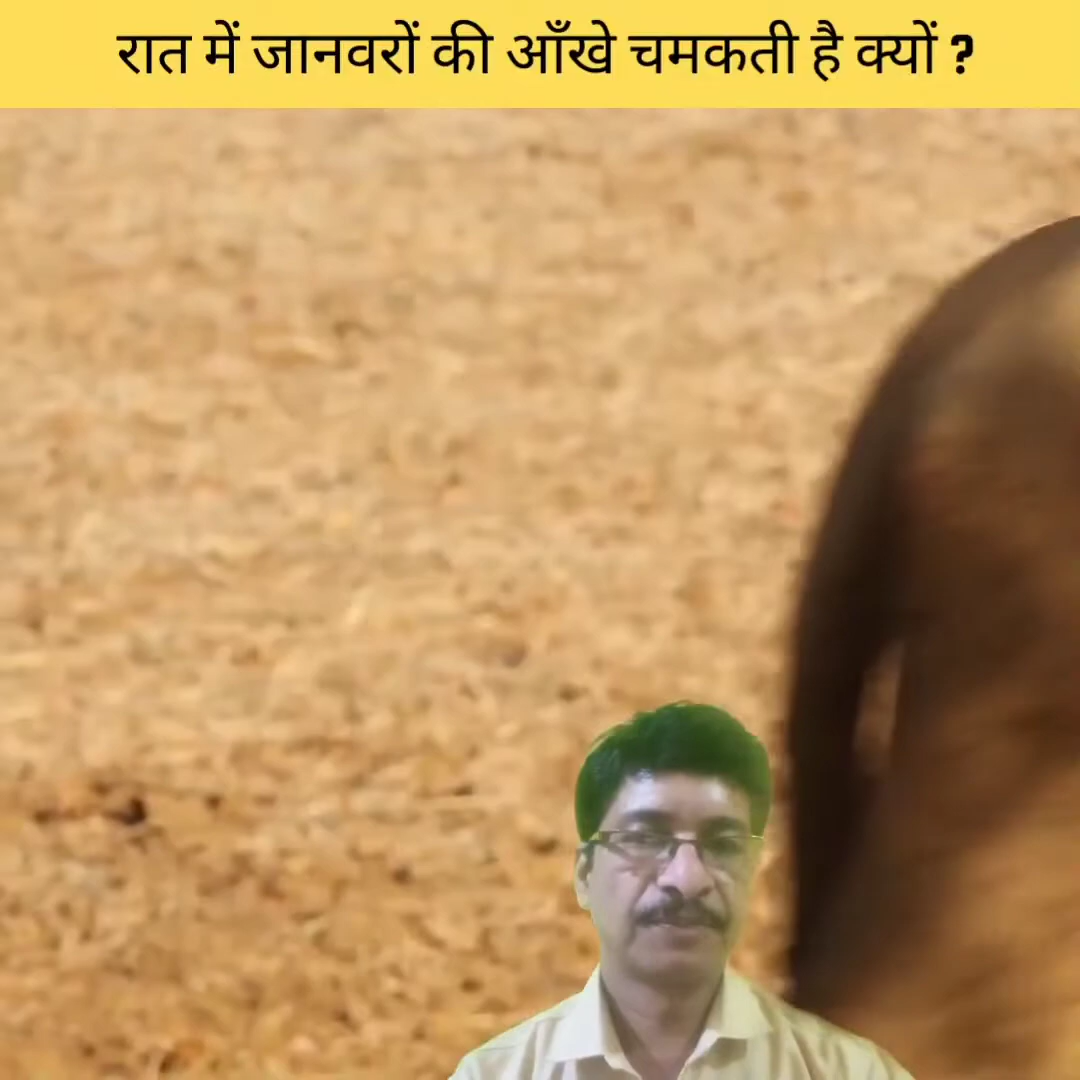 रात में जानवरों की आँखे चमकती है क्यों ?